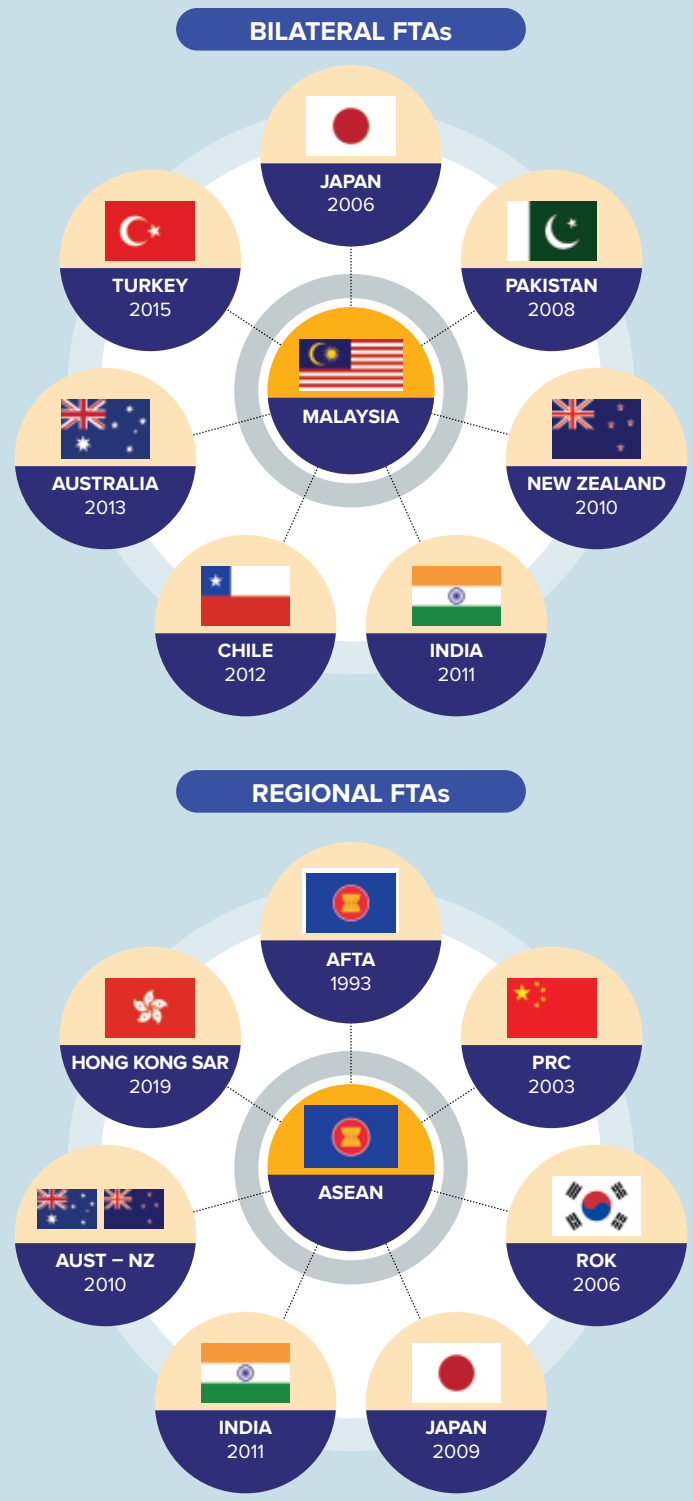 BILATERAL FTAs
JAPAN
2006
TURKEY
2015
PAKISTAN
2008
MALAYSIA
AUSTRALIA
2013
NEW ZEALAND
2010
CHILE
2012
INDIA
2011
REGIONAL FTAs
AFTA
1993
HONG KONG SAR
2019
PRC
2003
ASEAN
AUST – NZ
2010
ROK
2006
INDIA
2011
JAPAN
2009